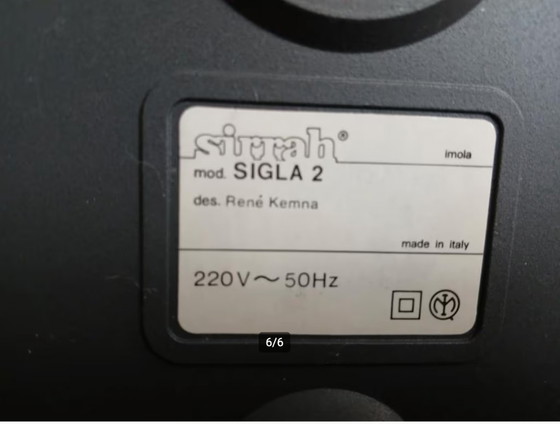 sirrah®
imola
mod. SIGLA 2
des. René Kemna
made in italy
220V～50Hz
6/6